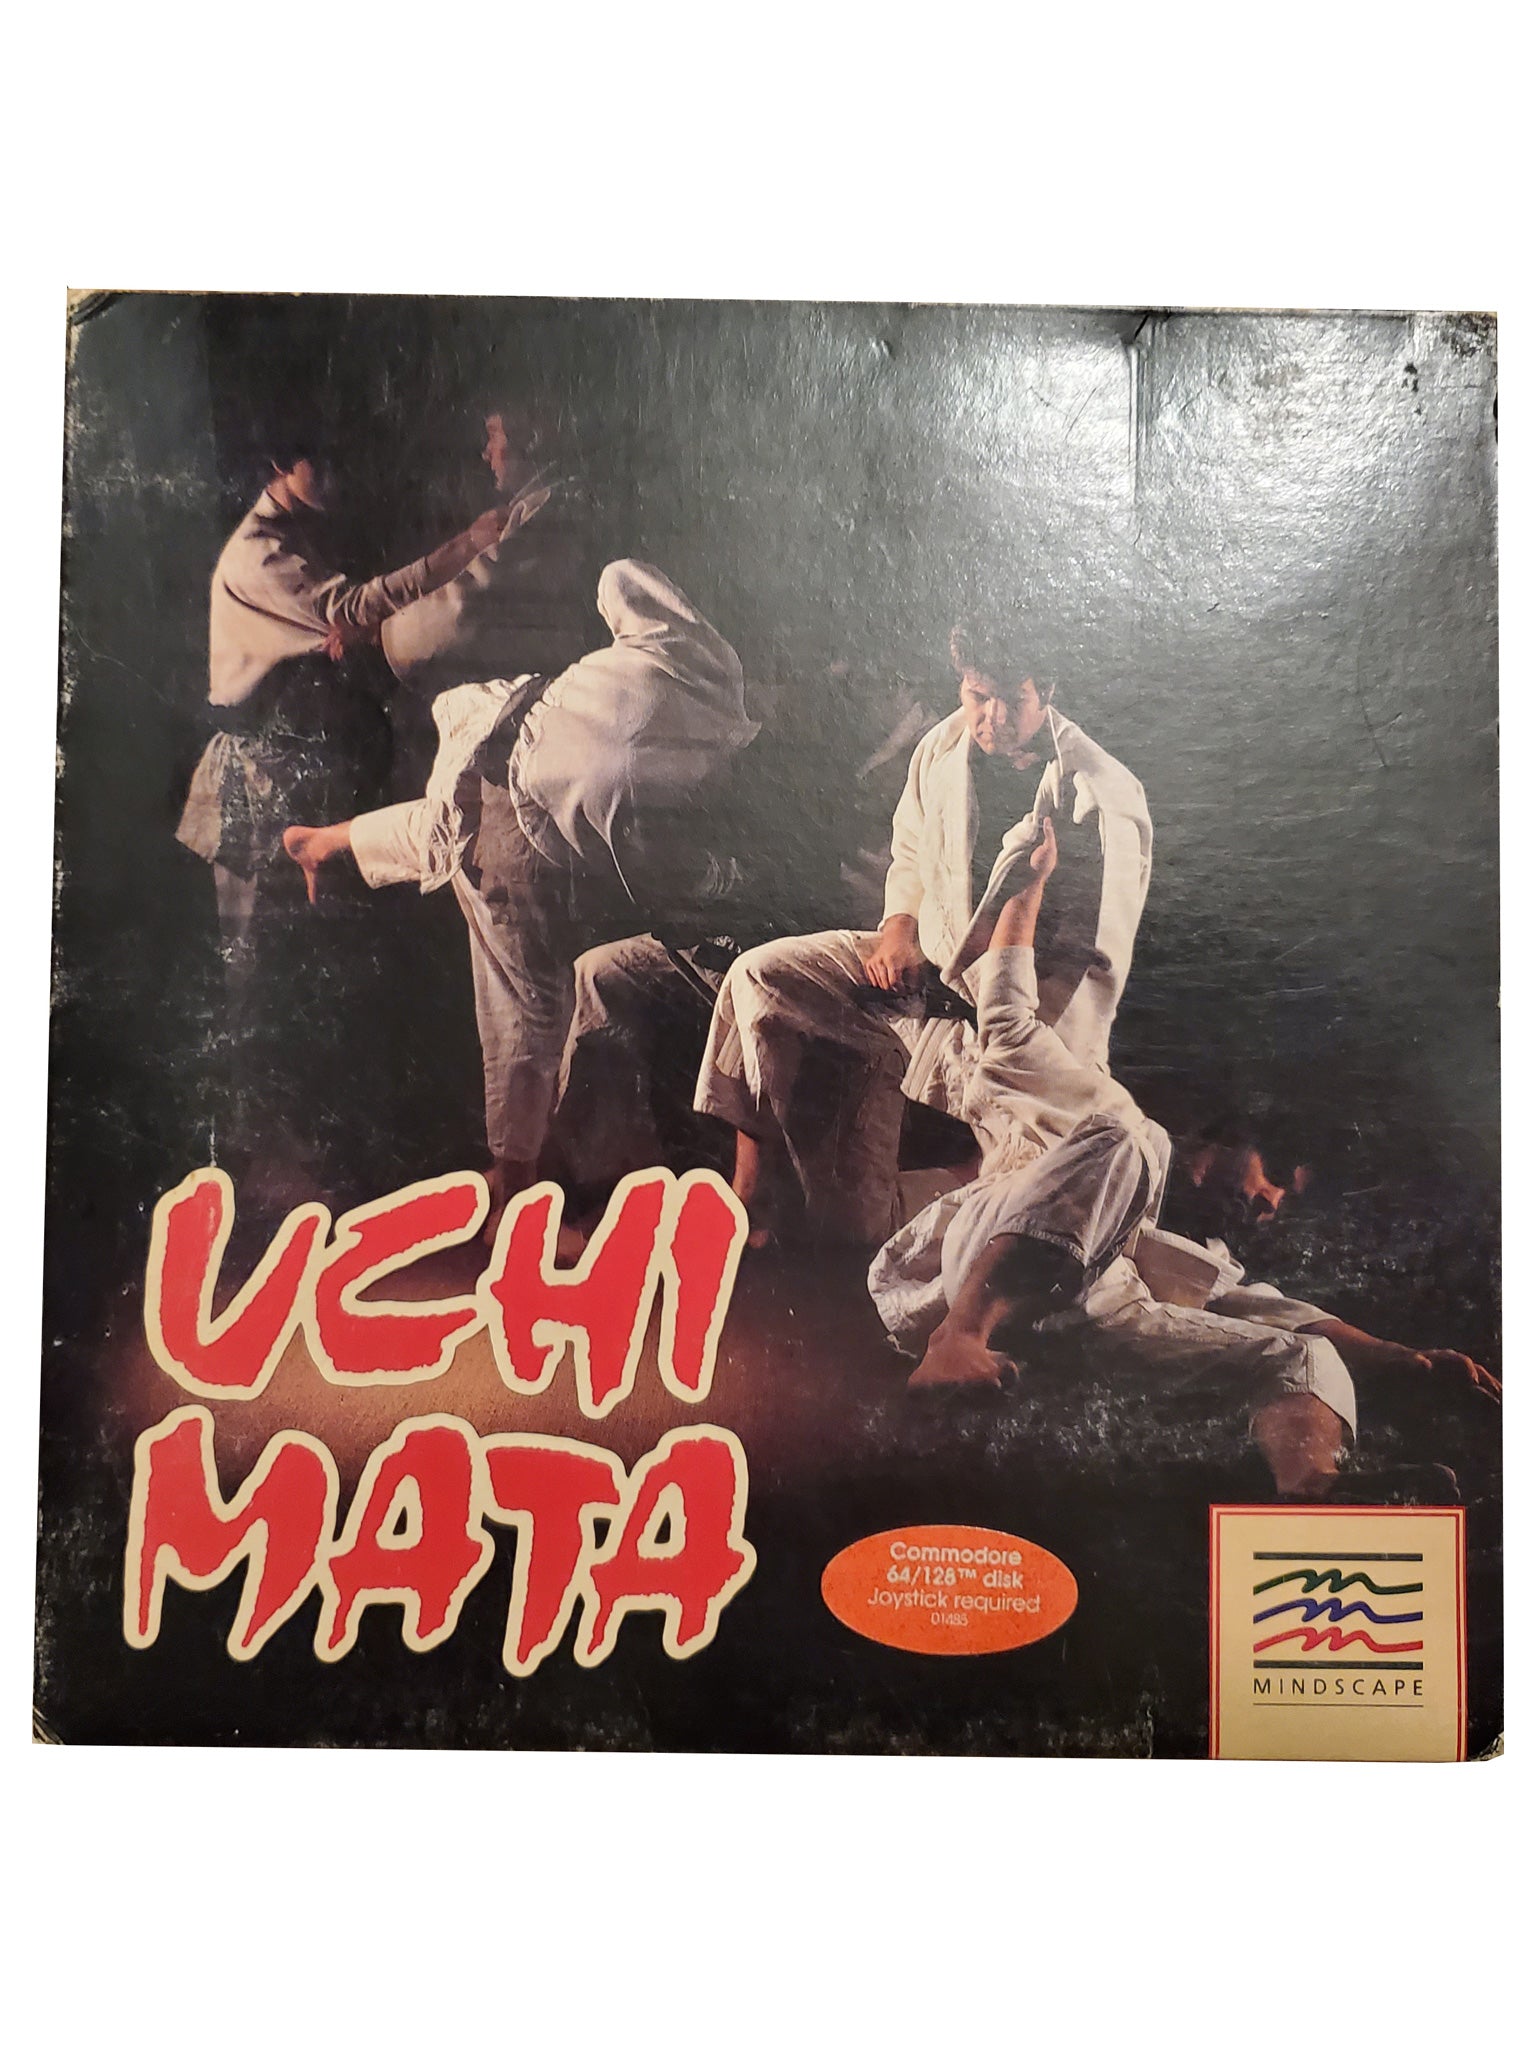 UCHI
MATA
Commodore
64/128™ disk
Joystick required
01485
MINDSCAPE